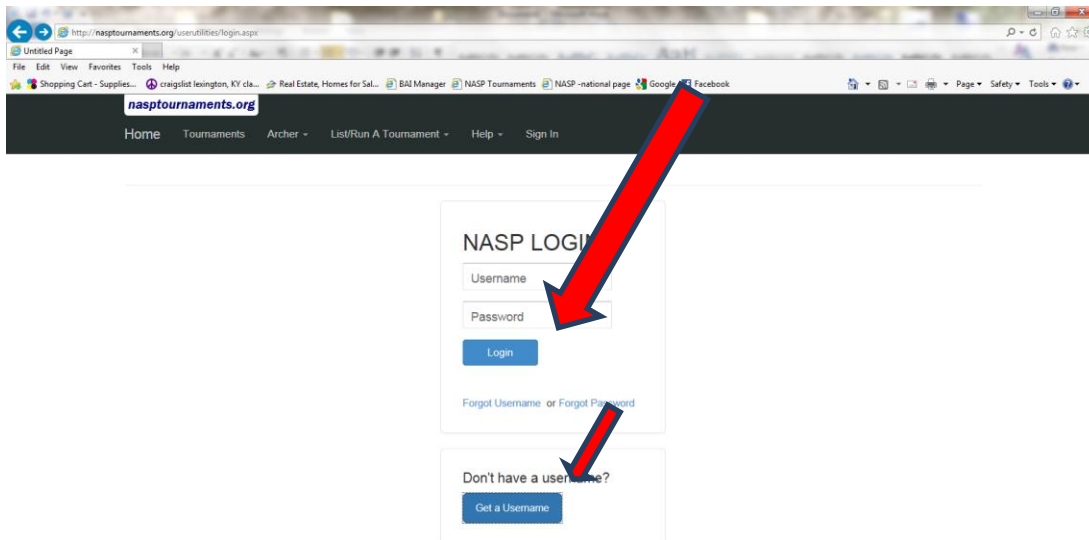 http://nasptournaments.org/userutilities/login.aspx
Untitled Page
File Edit View Favorites Tools Help
Shopping Cart - Supplies... craigslist lexington, KY cla... Real Estate, Homes for Sal... BAI Manager NASP Tournaments NASP -national page Google Facebook Page Safety Tools
nasptournaments.org
Home Tournaments Archer List/Run A Tournament Help Sign In
NASP LOGIN
Username
Password
Login
Forgot Username or Forgot Password
Don't have a username?
Get a Username